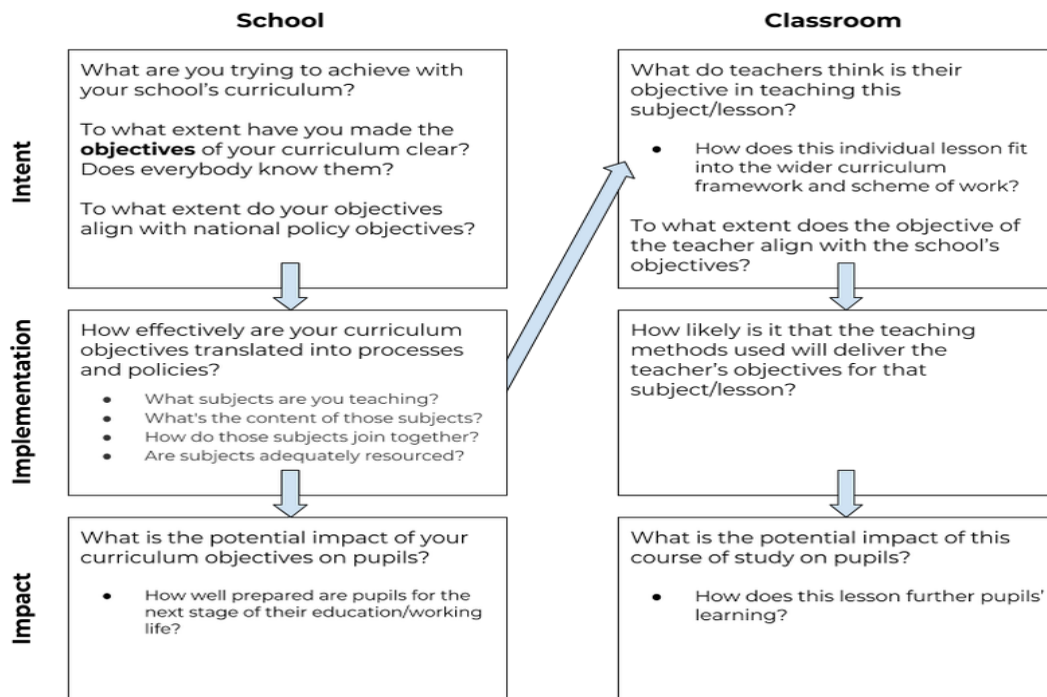 School
Classroom
Intent
What are you trying to achieve with
your school's curriculum?
To what extent have you made the
objectives of your curriculum clear?
Does everybody know them?
To what extent do your objectives
align with national policy objectives?
What do teachers think is their
objective in teaching this
subject/lesson?
● How does this individual lesson fit
into the wider curriculum
framework and scheme of work?
To what extent does the objective of
the teacher align with the school's
objectives?
Implementation
How effectively are your curriculum
objectives translated into processes
and policies?
● What subjects are you teaching?
● What's the content of those subjects?
● How do those subjects join together?
● Are subjects adequately resourced?
How likely is it that the teaching
methods used will deliver the
teacher's objectives for that
subject/lesson?
Impact
What is the potential impact of your
curriculum objectives on pupils?
● How well prepared are pupils for the
next stage of their education/working
life?
What is the potential impact of this
course of study on pupils?
● How does this lesson further pupils'
learning?